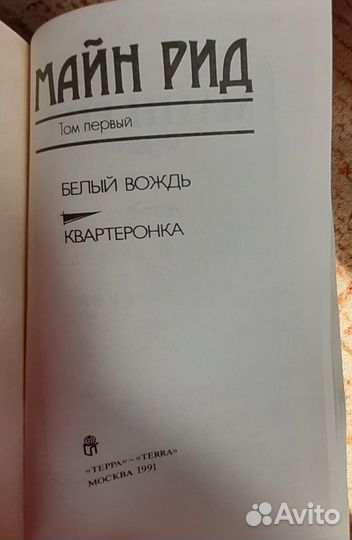 МАЙН РИД
Том первый
БЕЛЫЙ ВОЖДЬ
КВАРТЕРОНКА
«ТЕРРА»–«TERRA»
МОСКВА 1991
Avito